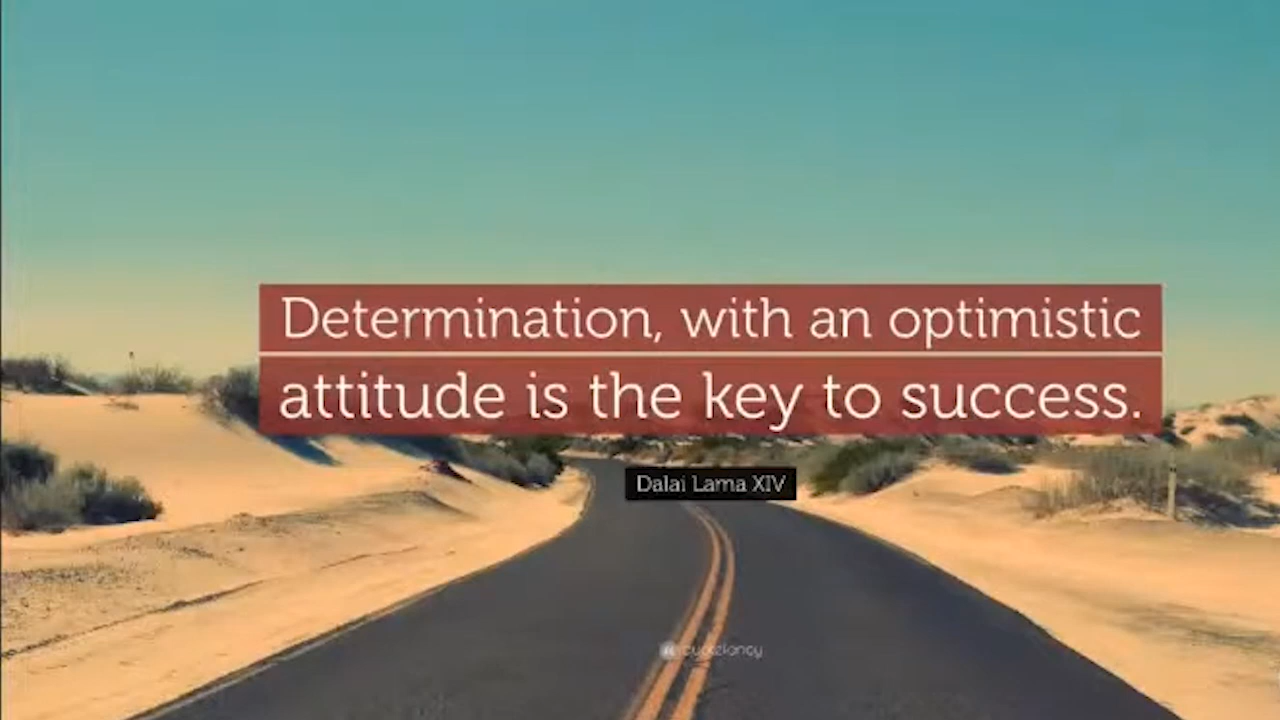 Determination, with an optimistic
attitude is the key to success.
Dalai Lama XIV